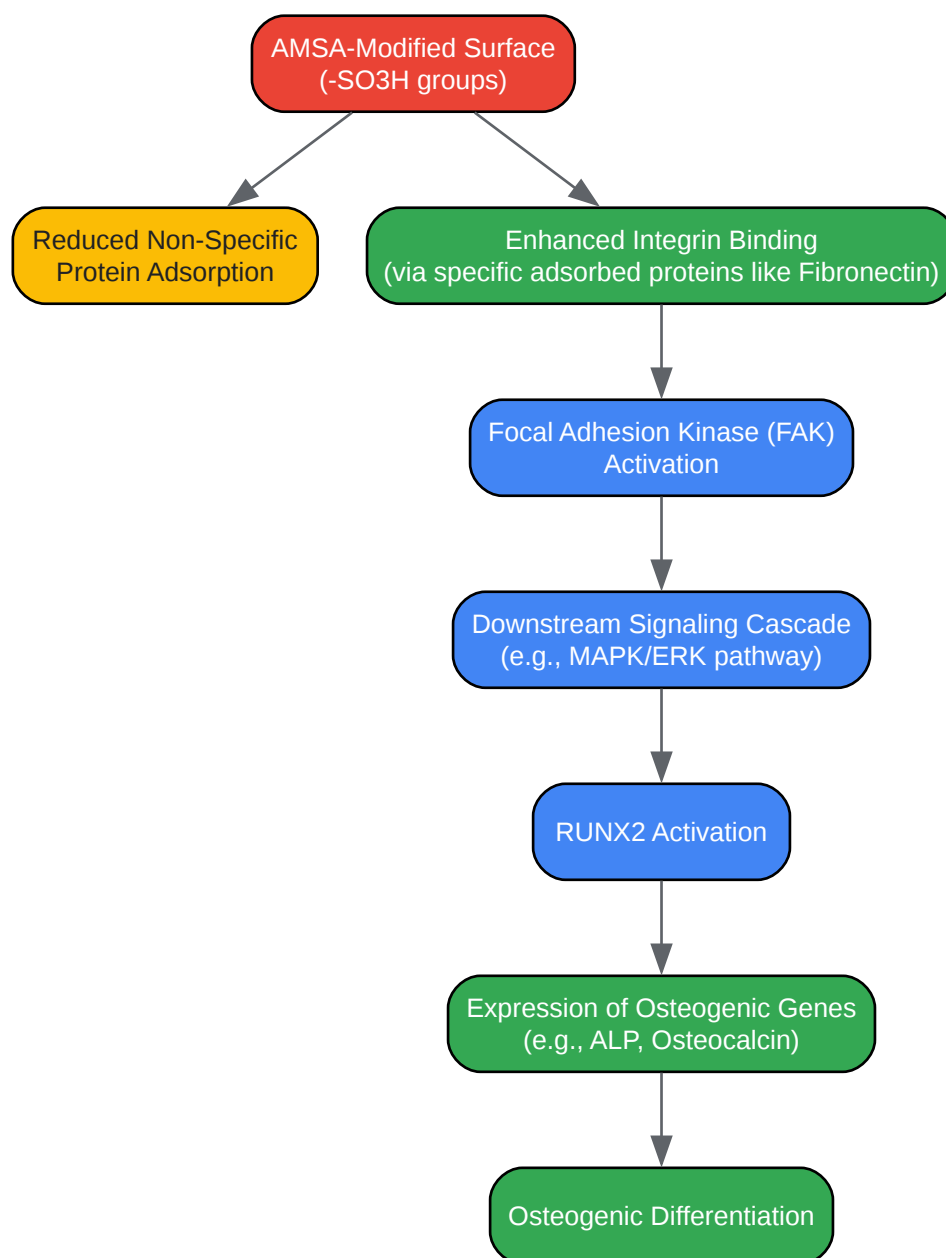 AMSA-Modified Surface
(-SO3H groups)
Reduced Non-Specific
Protein Adsorption
Enhanced Integrin Binding
(via specific adsorbed proteins like Fibronectin)
Focal Adhesion Kinase (FAK)
Activation
Downstream Signaling Cascade
(e.g., MAPK/ERK pathway)
RUNX2 Activation
Expression of Osteogenic Genes
(e.g., ALP, Osteocalcin)
Osteogenic Differentiation